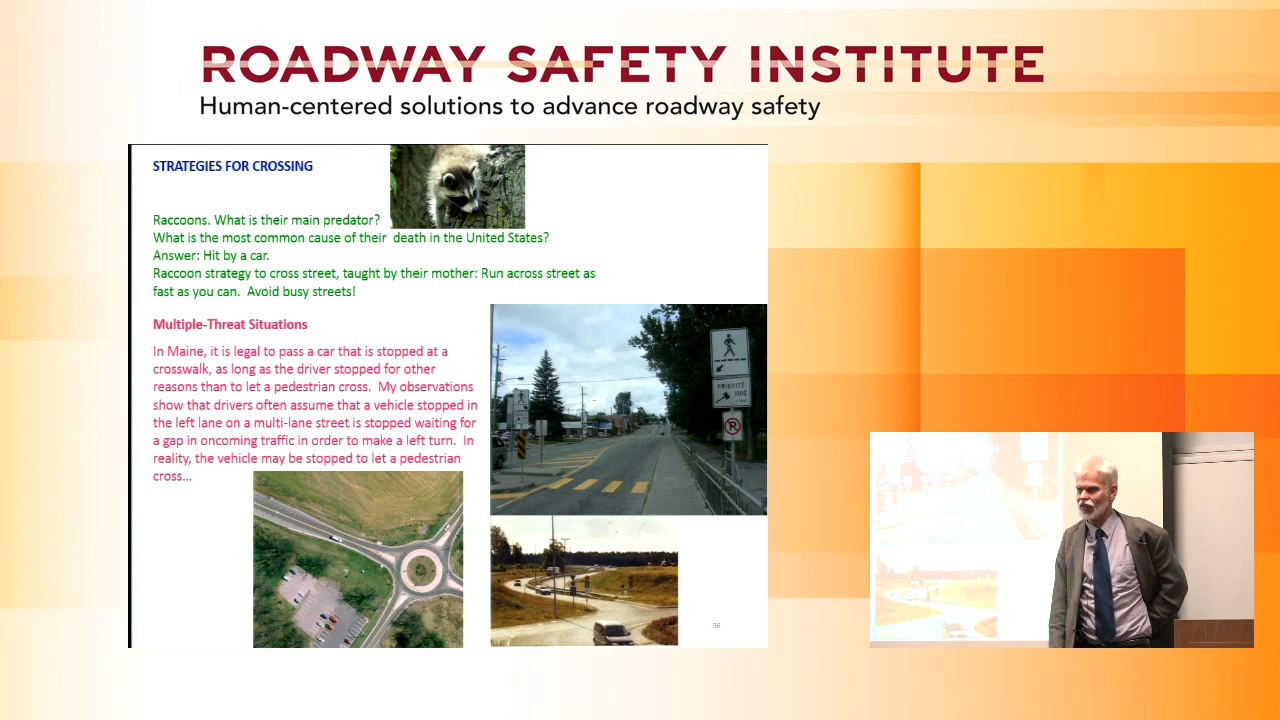 ROADWAY SAFETY INSTITUTE
Human-centered solutions to advance roadway safety
STRATEGIES FOR CROSSING
Raccoons. What is their main predator?
What is the most common cause of their death in the United States?
Answer: Hit by a car.
Raccoon strategy to cross street, taught by their mother: Run across street as
fast as you can. Avoid busy streets!
Multiple-Threat Situations
In Maine, it is legal to pass a car that is stopped at a
crosswalk, as long as the driver stopped for other
reasons than to let a pedestrian cross. My observations
show that drivers often assume that a vehicle stopped in
the left lane on a multi-lane street is stopped waiting for
a gap in oncoming traffic in order to make a left turn. In
reality, the vehicle may be stopped to let a pedestrian
cross...
PRIORITÉ
P
36